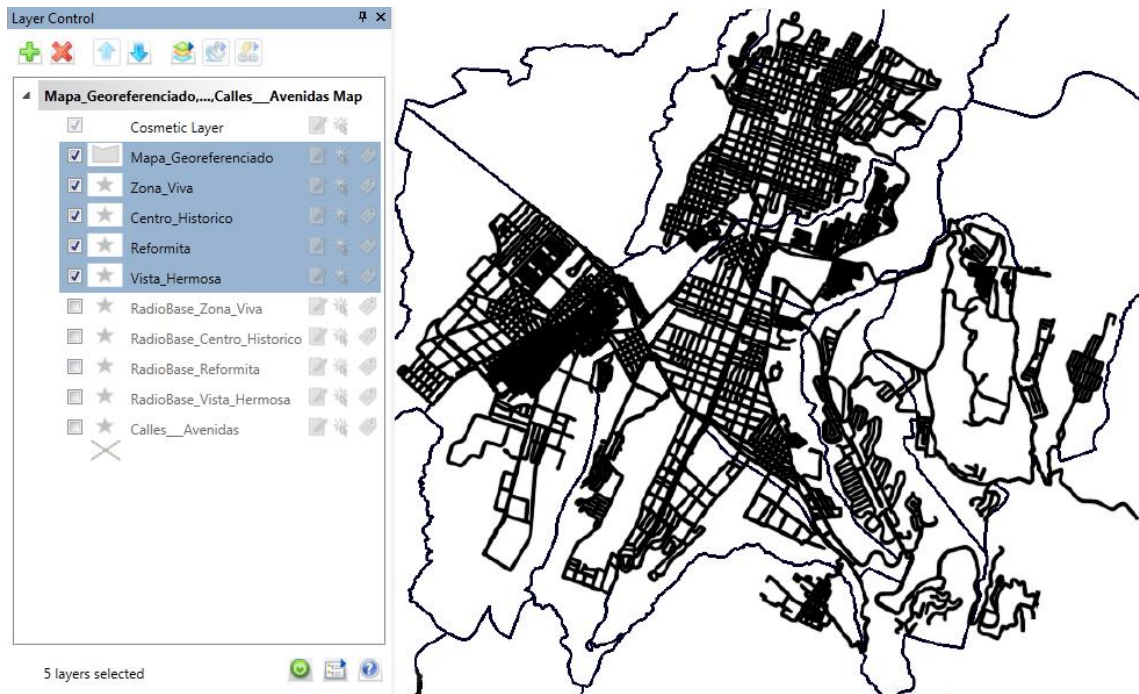 Layer Control
Mapa_Georeferenciado,...,Calles__Avenidas Map
Cosmetic Layer
Mapa_Georeferenciado
Zona_Viva
Centro_Historico
Reformita
Vista_Hermosa
RadioBase_Zona_Viva
RadioBase_Centro_Historico
RadioBase_Reformita
RadioBase_Vista_Hermosa
Calles__Avenidas
5 layers selected